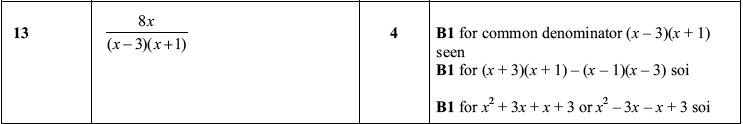 13
8x
(x – 3)(x + 1)
4
B1 for common denominator (x – 3)(x + 1)
seen
B1 for (x + 3)(x + 1) – (x – 1)(x – 3) soi
B1 for x² + 3x + x + 3 or x² – 3x – x + 3 soi